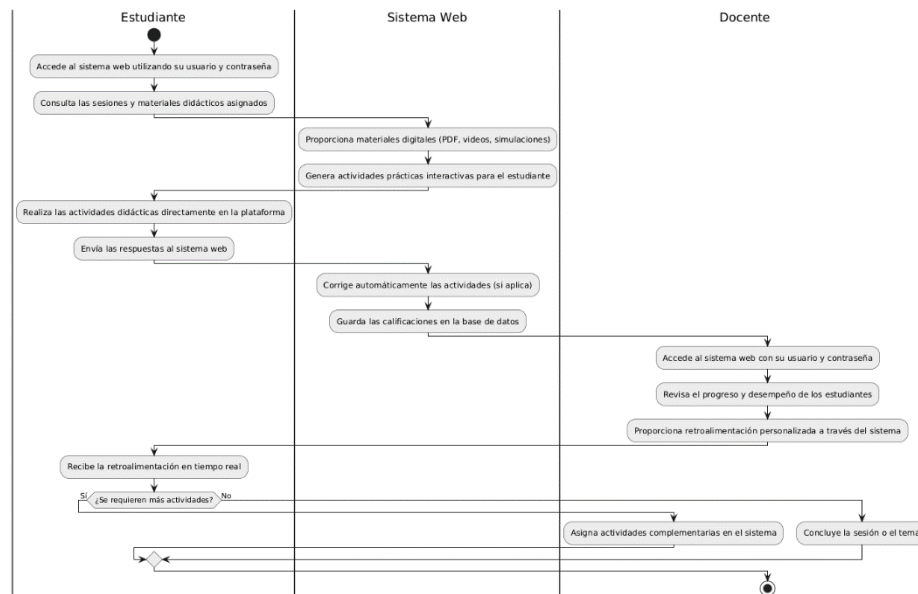 Estudiante
Sistema Web
Docente
Accede al sistema web utilizando su usuario y contraseña
Consulta las sesiones y materiales didácticos asignados
Proporciona materiales digitales (PDF, videos, simulaciones)
Genera actividades prácticas interactivas para el estudiante
Realiza las actividades didácticas directamente en la plataforma
Envía las respuestas al sistema web
Corrige automáticamente las actividades (si aplica)
Guarda las calificaciones en la base de datos
Accede al sistema web con su usuario y contraseña
Revisa el progreso y desempeño de los estudiantes
Proporciona retroalimentación personalizada a través del sistema
Recibe la retroalimentación en tiempo real
Sí
¿Se requieren más actividades?
No
Asigna actividades complementarias en el sistema
Concluye la sesión o el tema